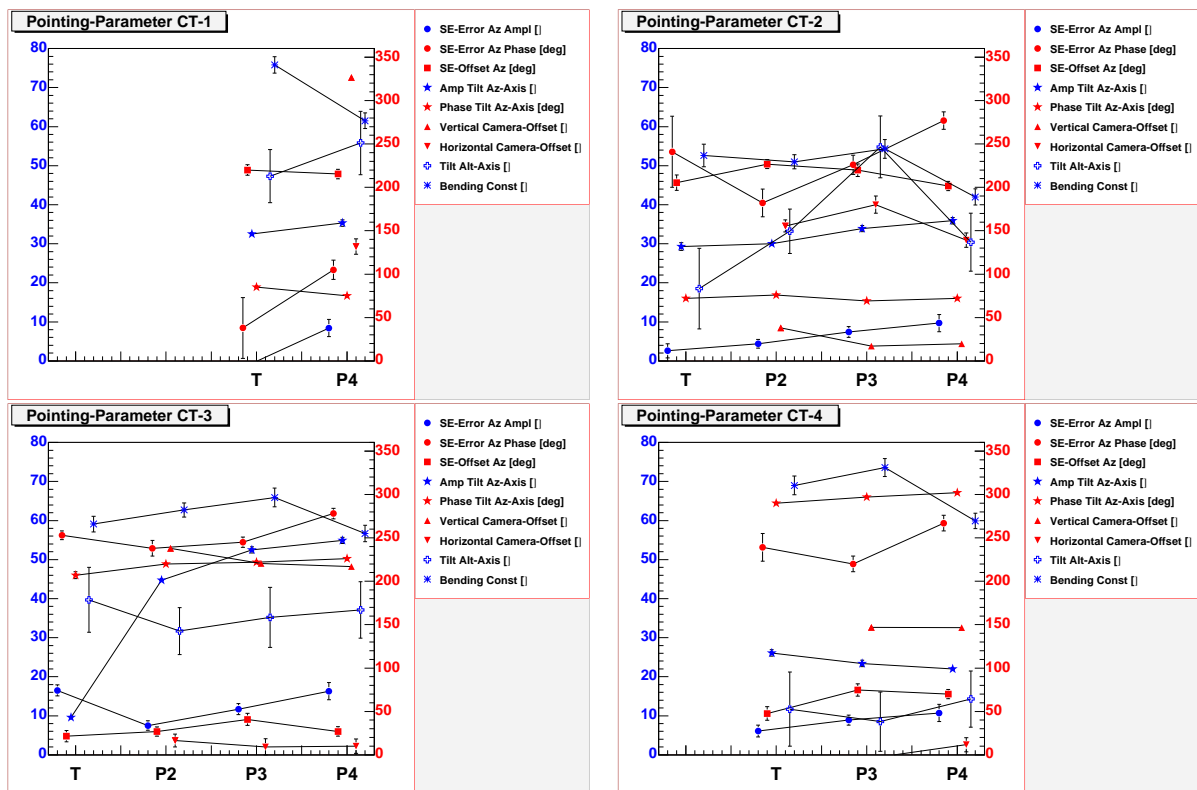 Pointing-Parameter CT-1
80
70
60
50
40
30
20
10
0
350
300
250
200
150
100
50
0
T P4
SE-Error Az Ampl []
SE-Error Az Phase [deg]
SE-Offset Az [deg]
Amp Tilt Az-Axis []
Phase Tilt Az-Axis [deg]
Vertical Camera-Offset []
Horizontal Camera-Offset []
Tilt Alt-Axis []
Bending Const []
Pointing-Parameter CT-2
80
70
60
50
40
30
20
10
0
350
300
250
200
150
100
50
0
T P2 P3 P4
SE-Error Az Ampl []
SE-Error Az Phase [deg]
SE-Offset Az [deg]
Amp Tilt Az-Axis []
Phase Tilt Az-Axis [deg]
Vertical Camera-Offset []
Horizontal Camera-Offset []
Tilt Alt-Axis []
Bending Const []
Pointing-Parameter CT-3
80
70
60
50
40
30
20
10
0
350
300
250
200
150
100
50
0
T P2 P3 P4
SE-Error Az Ampl []
SE-Error Az Phase [deg]
SE-Offset Az [deg]
Amp Tilt Az-Axis []
Phase Tilt Az-Axis [deg]
Vertical Camera-Offset []
Horizontal Camera-Offset []
Tilt Alt-Axis []
Bending Const []
Pointing-Parameter CT-4
80
70
60
50
40
30
20
10
0
350
300
250
200
150
100
50
0
T P2 P3 P4
SE-Error Az Ampl []
SE-Error Az Phase [deg]
SE-Offset Az [deg]
Amp Tilt Az-Axis []
Phase Tilt Az-Axis [deg]
Vertical Camera-Offset []
Horizontal Camera-Offset []
Tilt Alt-Axis []
Bending Const []